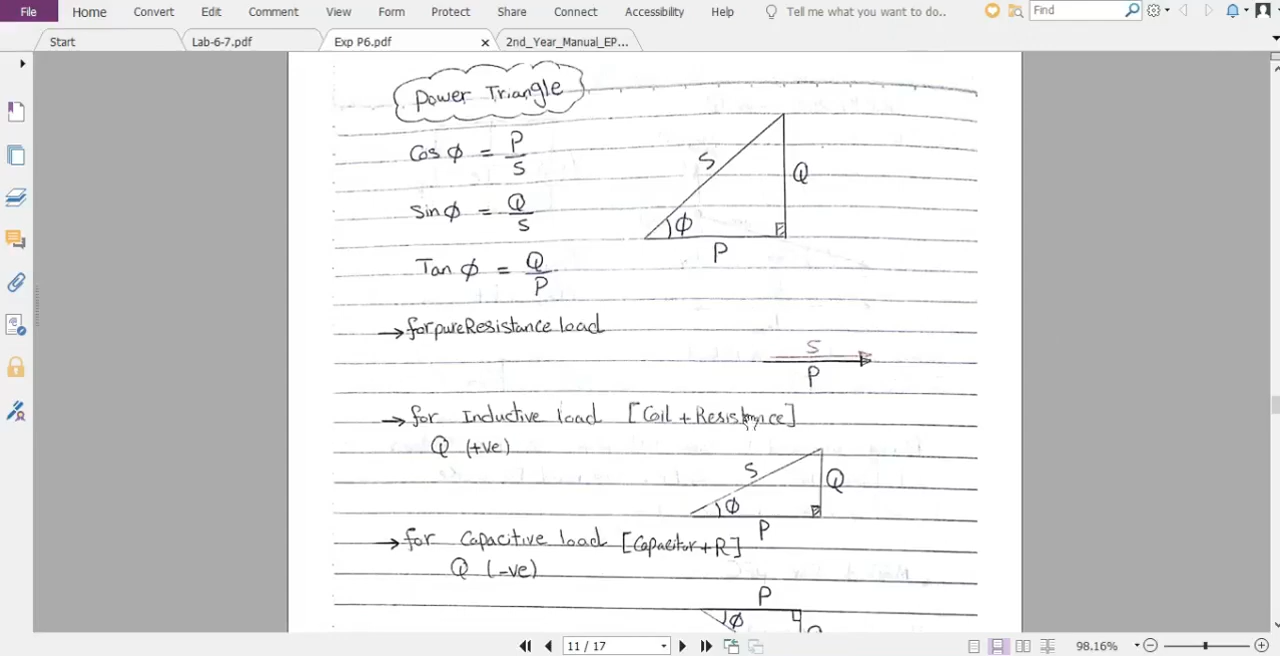 File Home Convert Edit Comment View Form Protect Share Connect Accessibility Help Tell me what you want to do.. Find
Start Lab-6-7.pdf Exp P6.pdf 2nd_Year_Manual_EP...
Power Triangle
Cos ϕ = P/S
S
Q
Sin ϕ = Q/S
ϕ
P
Tan ϕ = Q/P
→ for pure Resistance load
S
P
→ for Inductive load [Coil + Resistance]
Q (+ve)
S
Q
ϕ
P
→ for Capacitive load [Capacitor + R]
Q (-ve)
P
ϕ
11 / 17 98.16%